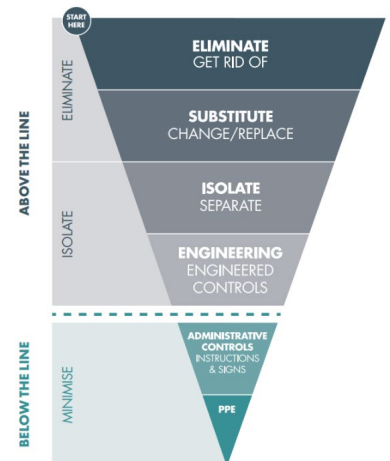 START
HERE
ELIMINATE
GET RID OF
SUBSTITUTE
CHANGE/REPLACE
ISOLATE
SEPARATE
ENGINEERING
ENGINEERED
CONTROLS
ADMINISTRATIVE
CONTROLS
INSTRUCTIONS
& SIGNS
PPE
ELIMINATE
ISOLATE
MINIMISE
ABOVE THE LINE
BELOW THE LINE